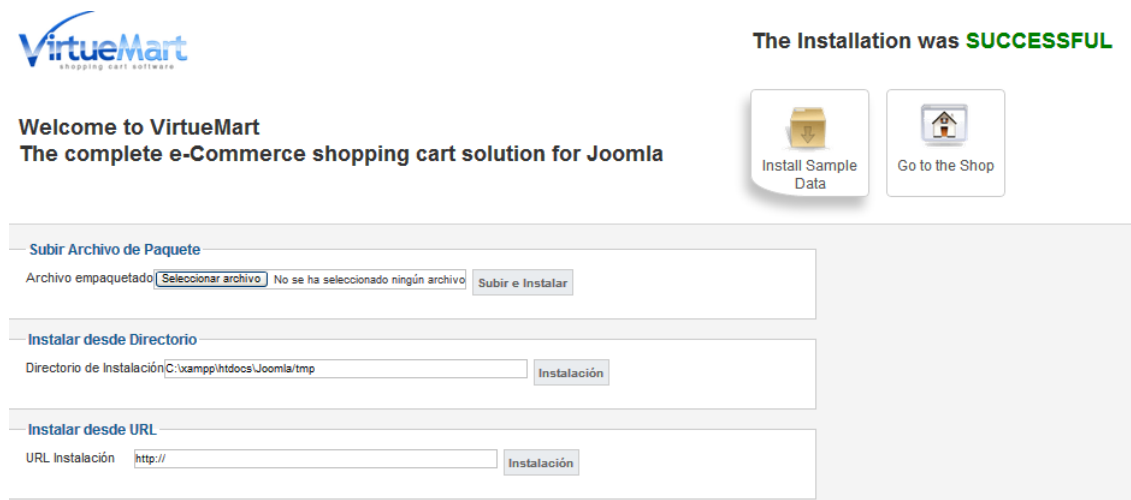 VirtueMart
shopping cart software
The Installation was SUCCESSFUL
Welcome to VirtueMart
The complete e-Commerce shopping cart solution for Joomla
Install Sample
Data
Go to the Shop
Subir Archivo de Paquete
Archivo empaquetado Seleccionar archivo No se ha seleccionado ningún archivo Subir e Instalar
Instalar desde Directorio
Directorio de Instalación C:\xampp\htdocs\Joomla/tmp Instalación
Instalar desde URL
URL Instalación http:// Instalación